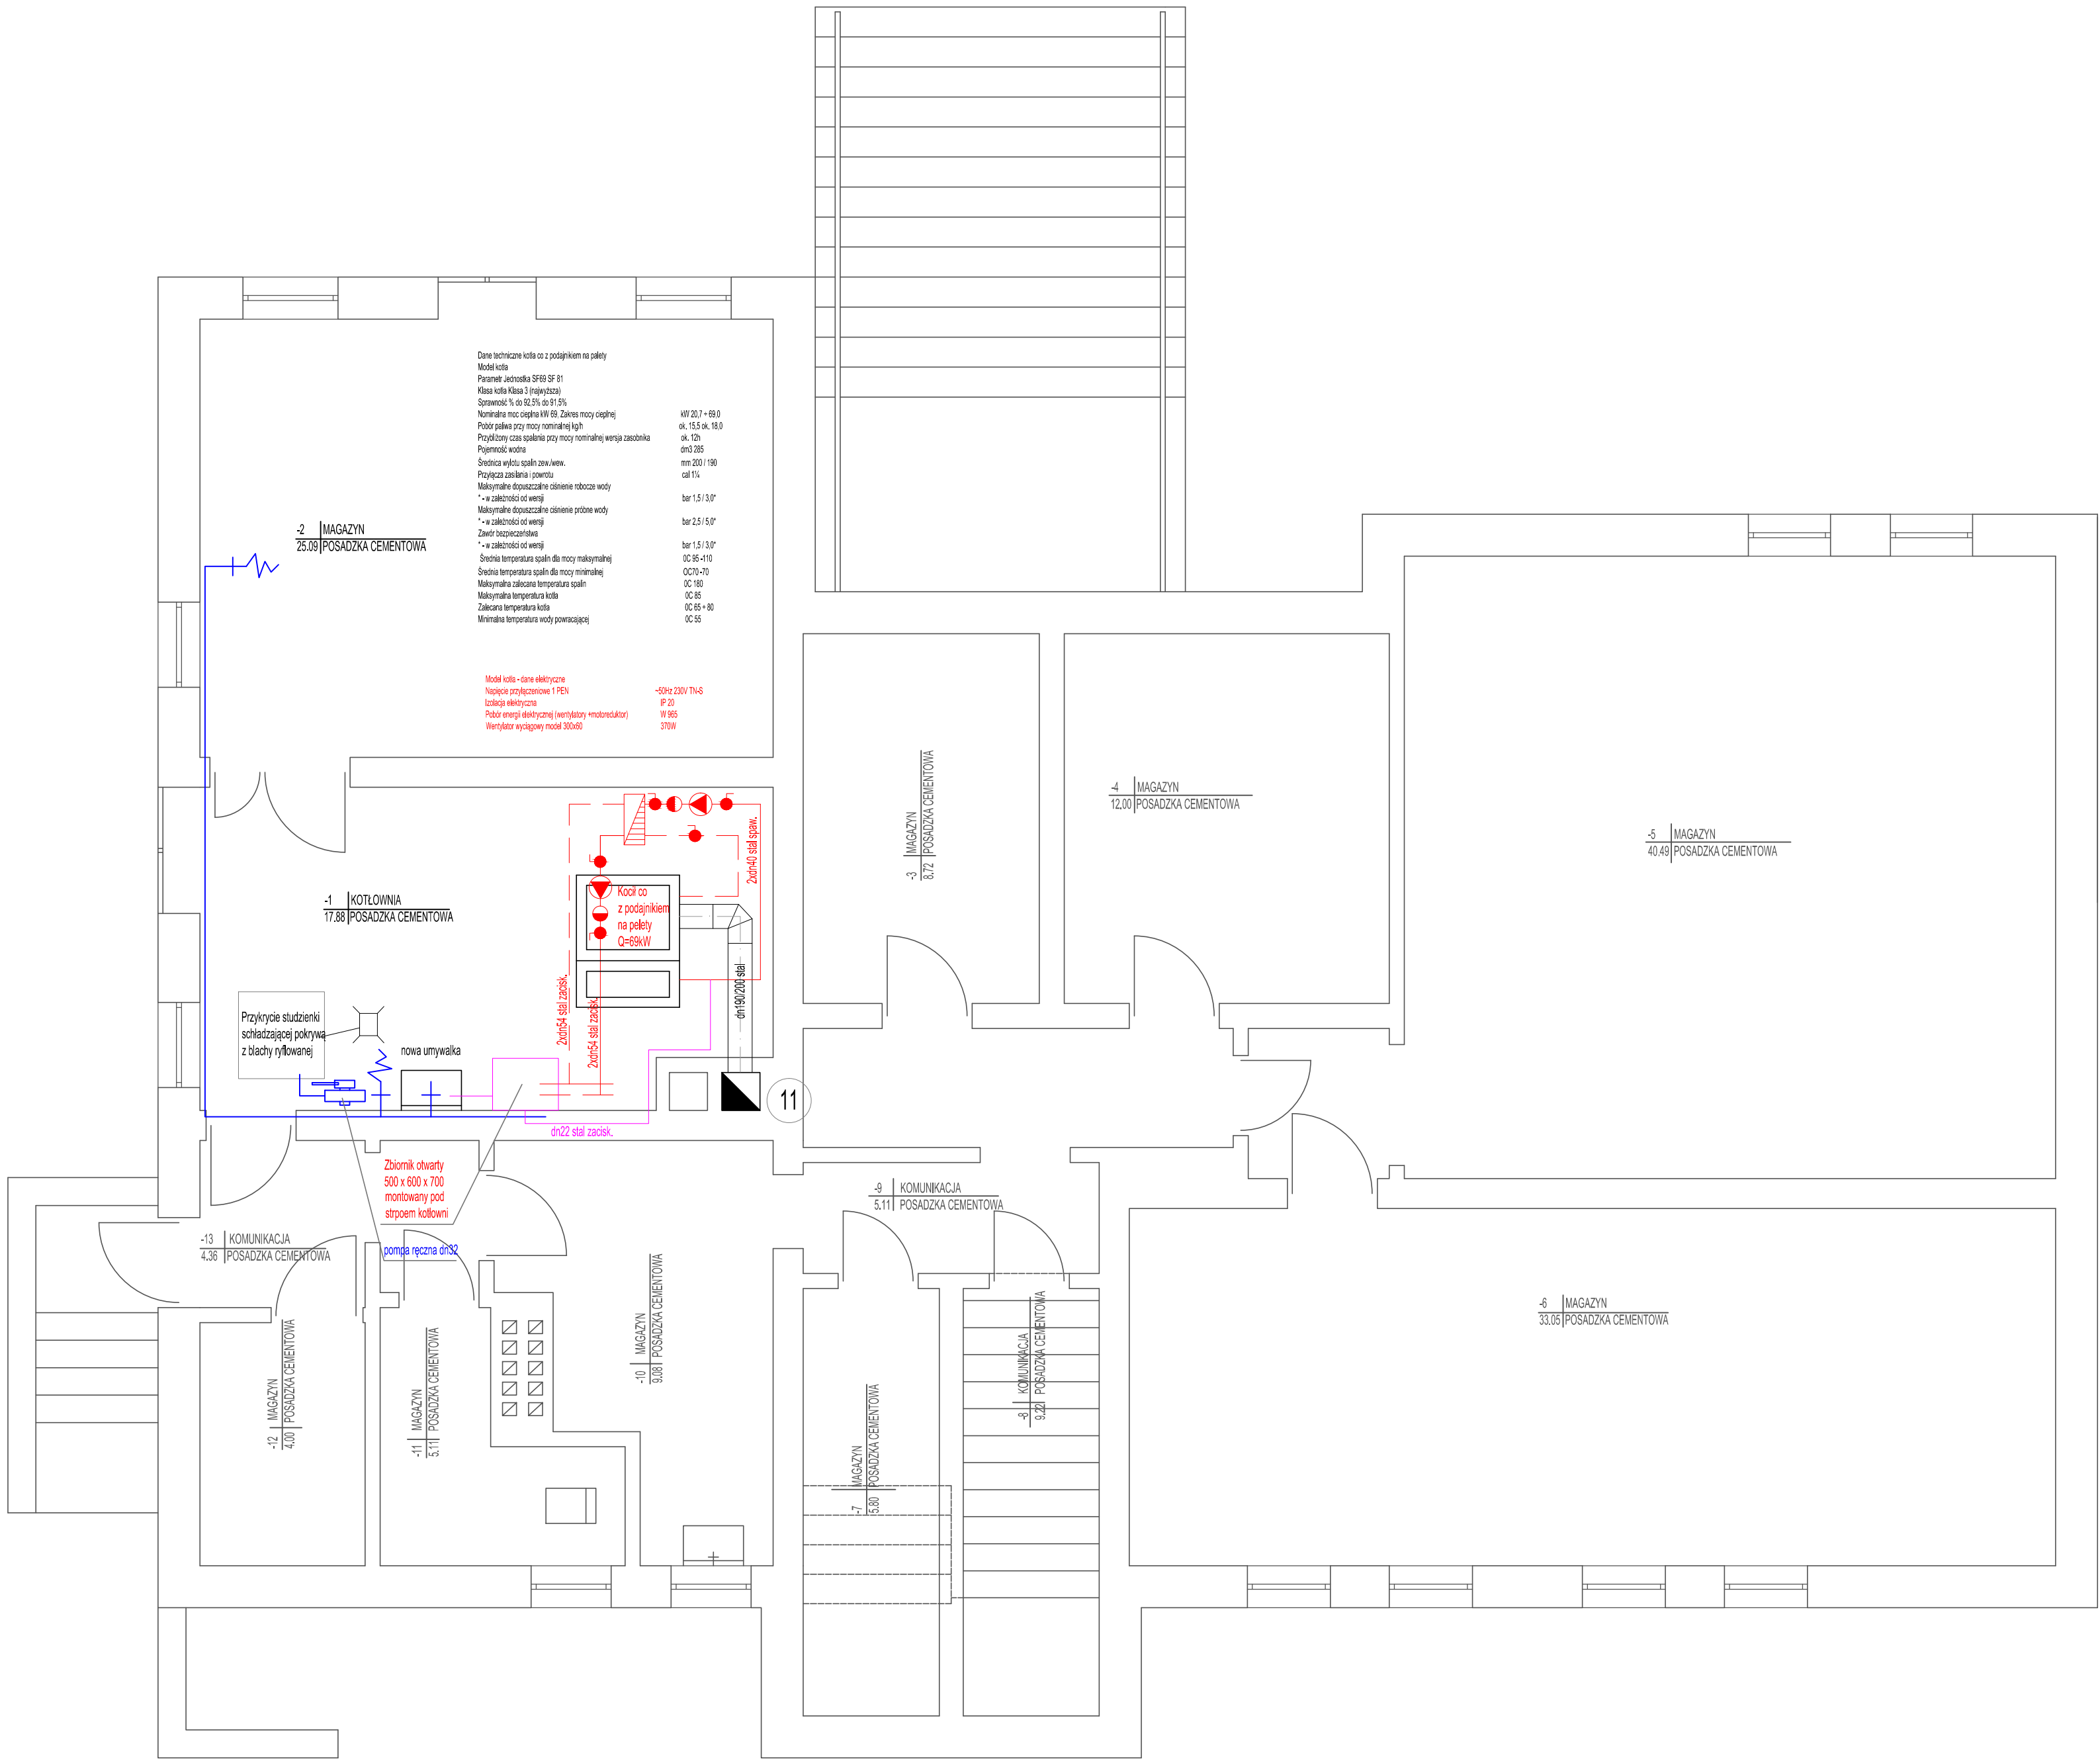 Dane techniczne kotła co z podajnikiem na palety
Model kotła
Parametr Jednostka SF69 SF 81
Klasa kotła Klasa 3 (najwyższa)
Sprawność % do 92,5% do 91,5%
Nominalna moc cieplna kW 69, Zakres mocy cieplnej kW 20,7 ÷ 69,0
Pobór paliwa przy mocy nominalnej kg/h ok, 15,5 ok, 18,0
Przybliżony czas spalania przy mocy nominalnej wersja zasobnika ok. 12h
Pojemność wodna dm3 285
Średnica wylotu spalin zew./wew. mm 200 / 190
Przyłącza zasilania i powrotu cal 1¼
Maksymalne dopuszczalne ciśnienie robocze wody
* - w zależności od wersji bar 1,5 / 3,0*
Maksymalne dopuszczalne ciśnienie próbne wody
* - w zależności od wersji bar 2,5 / 5,0*
Zawór bezpieczeństwa
* - w zależności od wersji bar 1,5 / 3,0*
Średnia temperatura spalin dla mocy maksymalnej 0C 95 -110
Średnia temperatura spalin dla mocy minimalnej OC70 -70
Maksymalna zalecana temperatura spalin 0C 180
Maksymalna temperatura kotła 0C 85
Zalecana temperatura kotła 0C 65 ÷ 80
Minimalna temperatura wody powracającej 0C 55
-2 MAGAZYN
25.09 POSADZKA CEMENTOWA
Model kotła - dane elektryczne
Napięcie przyłączeniowe 1 PEN ~50Hz 230V TN-S
Izolacja elektryczna IP 20
Pobór energii elektrycznej (wentylatory +motoreduktor) W 965
Wentylator wyciągowy model 300x60 370W
-3 MAGAZYN
8.72 POSADZKA CEMENTOWA
-4 MAGAZYN
12.00 POSADZKA CEMENTOWA
-5 MAGAZYN
40.49 POSADZKA CEMENTOWA
-1 KOTŁOWNIA
17.88 POSADZKA CEMENTOWA
Kocił co
z podajnikiem
na pelety
Q=69kW
2xdn40 stal spaw.
2xdn54 stal zacisk.
2xdn54 stal zacisk.
dn190/200 stal
Przykrycie studzienki
schładzającej pokrywą
z blachy ryflowanej
nowa umywalka
11
dn22 stal zacisk.
Zbiornik otwarty
500 x 600 x 700
montowany pod
strpoem kotłowni
pompa ręczna dn32
-13 KOMUNIKACJA
4.36 POSADZKA CEMENTOWA
-9 KOMUNIKACJA
5.11 POSADZKA CEMENTOWA
-12 MAGAZYN
4.00 POSADZKA CEMENTOWA
-11 MAGAZYN
5.11 POSADZKA CEMENTOWA
-10 MAGAZYN
9.08 POSADZKA CEMENTOWA
-7 MAGAZYN
5.80 POSADZKA CEMENTOWA
-8 KOMUNIKACJA
9.22 POSADZKA CEMENTOWA
-6 MAGAZYN
33.05 POSADZKA CEMENTOWA